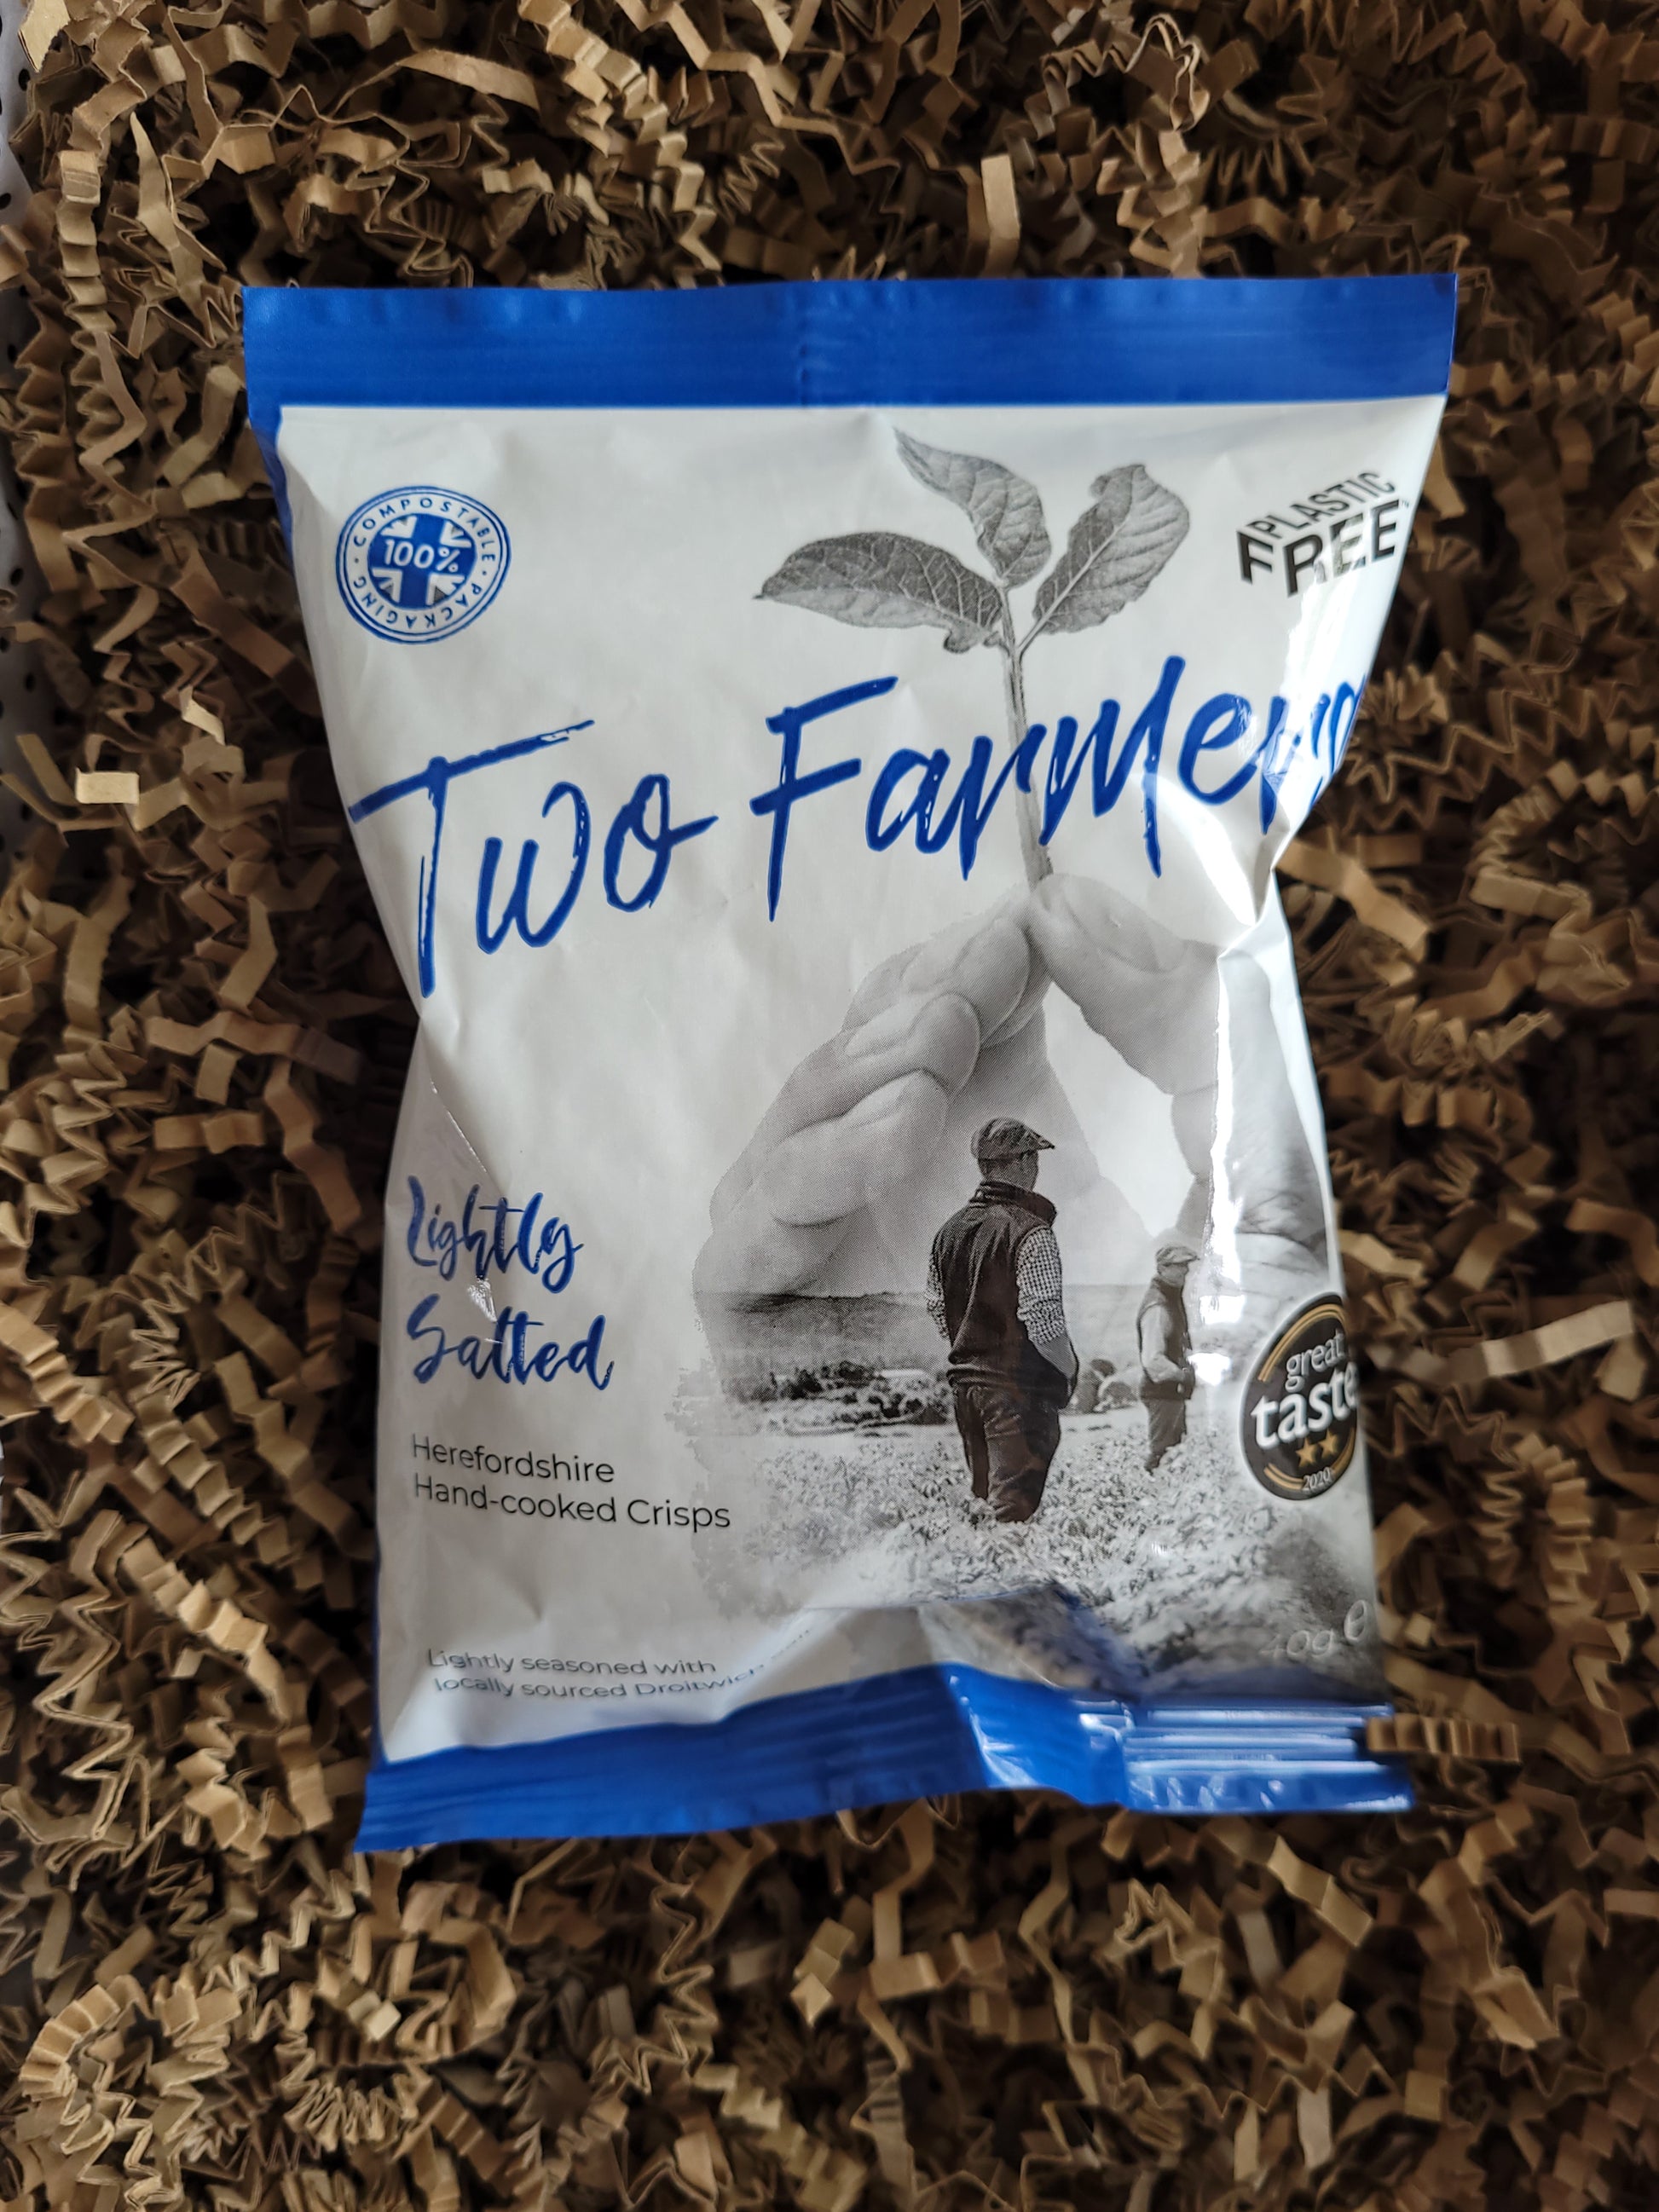 COMPOSTABLE · PACKAGING ·
100%
PLASTIC
FREE
Two Farmers
Lightly
Salted
Herefordshire
Hand-cooked Crisps
great
taste
2020
Lightly seasoned with
locally sourced Droitwich
40g e